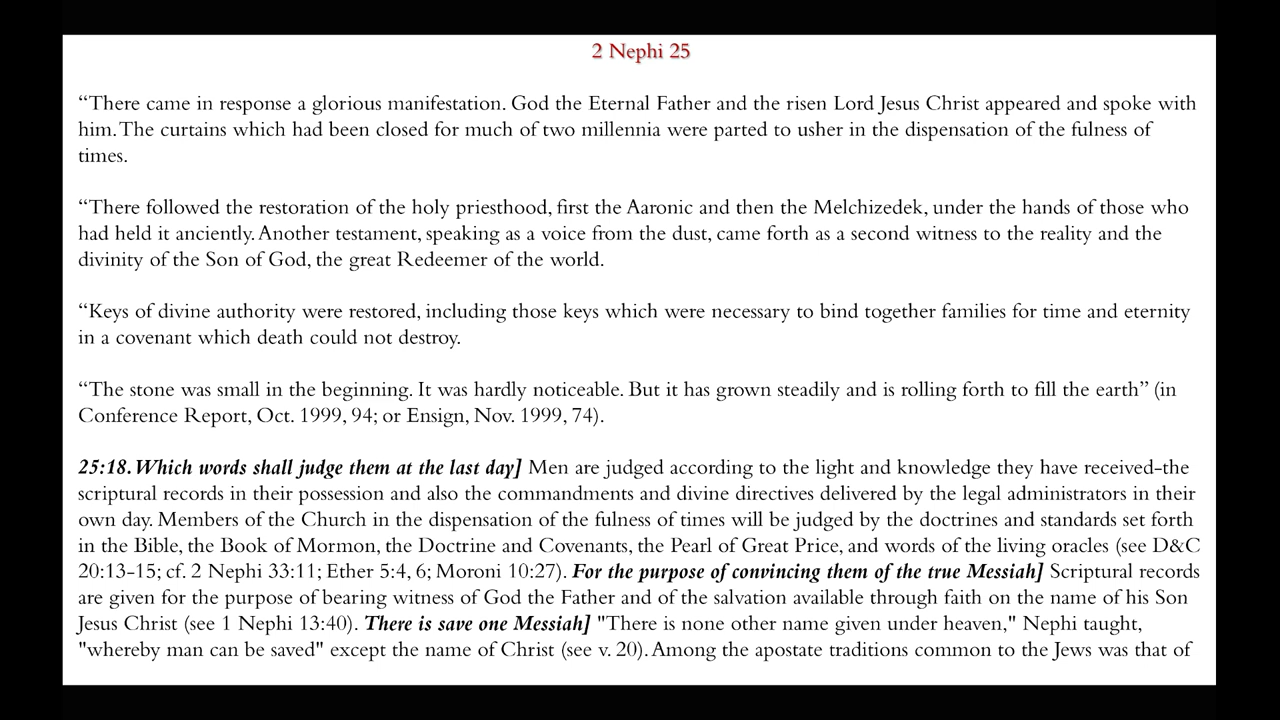 2 Nephi 25
“There came in response a glorious manifestation. God the Eternal Father and the risen Lord Jesus Christ appeared and spoke with
him. The curtains which had been closed for much of two millennia were parted to usher in the dispensation of the fulness of
times.
“There followed the restoration of the holy priesthood, first the Aaronic and then the Melchizedek, under the hands of those who
had held it anciently. Another testament, speaking as a voice from the dust, came forth as a second witness to the reality and the
divinity of the Son of God, the great Redeemer of the world.
“Keys of divine authority were restored, including those keys which were necessary to bind together families for time and eternity
in a covenant which death could not destroy.
“The stone was small in the beginning. It was hardly noticeable. But it has grown steadily and is rolling forth to fill the earth” (in
Conference Report, Oct. 1999, 94; or Ensign, Nov. 1999, 74).
25:18. Which words shall judge them at the last day] Men are judged according to the light and knowledge they have received-the
scriptural records in their possession and also the commandments and divine directives delivered by the legal administrators in their
own day. Members of the Church in the dispensation of the fulness of times will be judged by the doctrines and standards set forth
in the Bible, the Book of Mormon, the Doctrine and Covenants, the Pearl of Great Price, and words of the living oracles (see D&C
20:13-15; cf. 2 Nephi 33:11; Ether 5:4, 6; Moroni 10:27). For the purpose of convincing them of the true Messiah] Scriptural records
are given for the purpose of bearing witness of God the Father and of the salvation available through faith on the name of his Son
Jesus Christ (see 1 Nephi 13:40). There is save one Messiah] "There is none other name given under heaven," Nephi taught,
"whereby man can be saved" except the name of Christ (see v. 20). Among the apostate traditions common to the Jews was that of